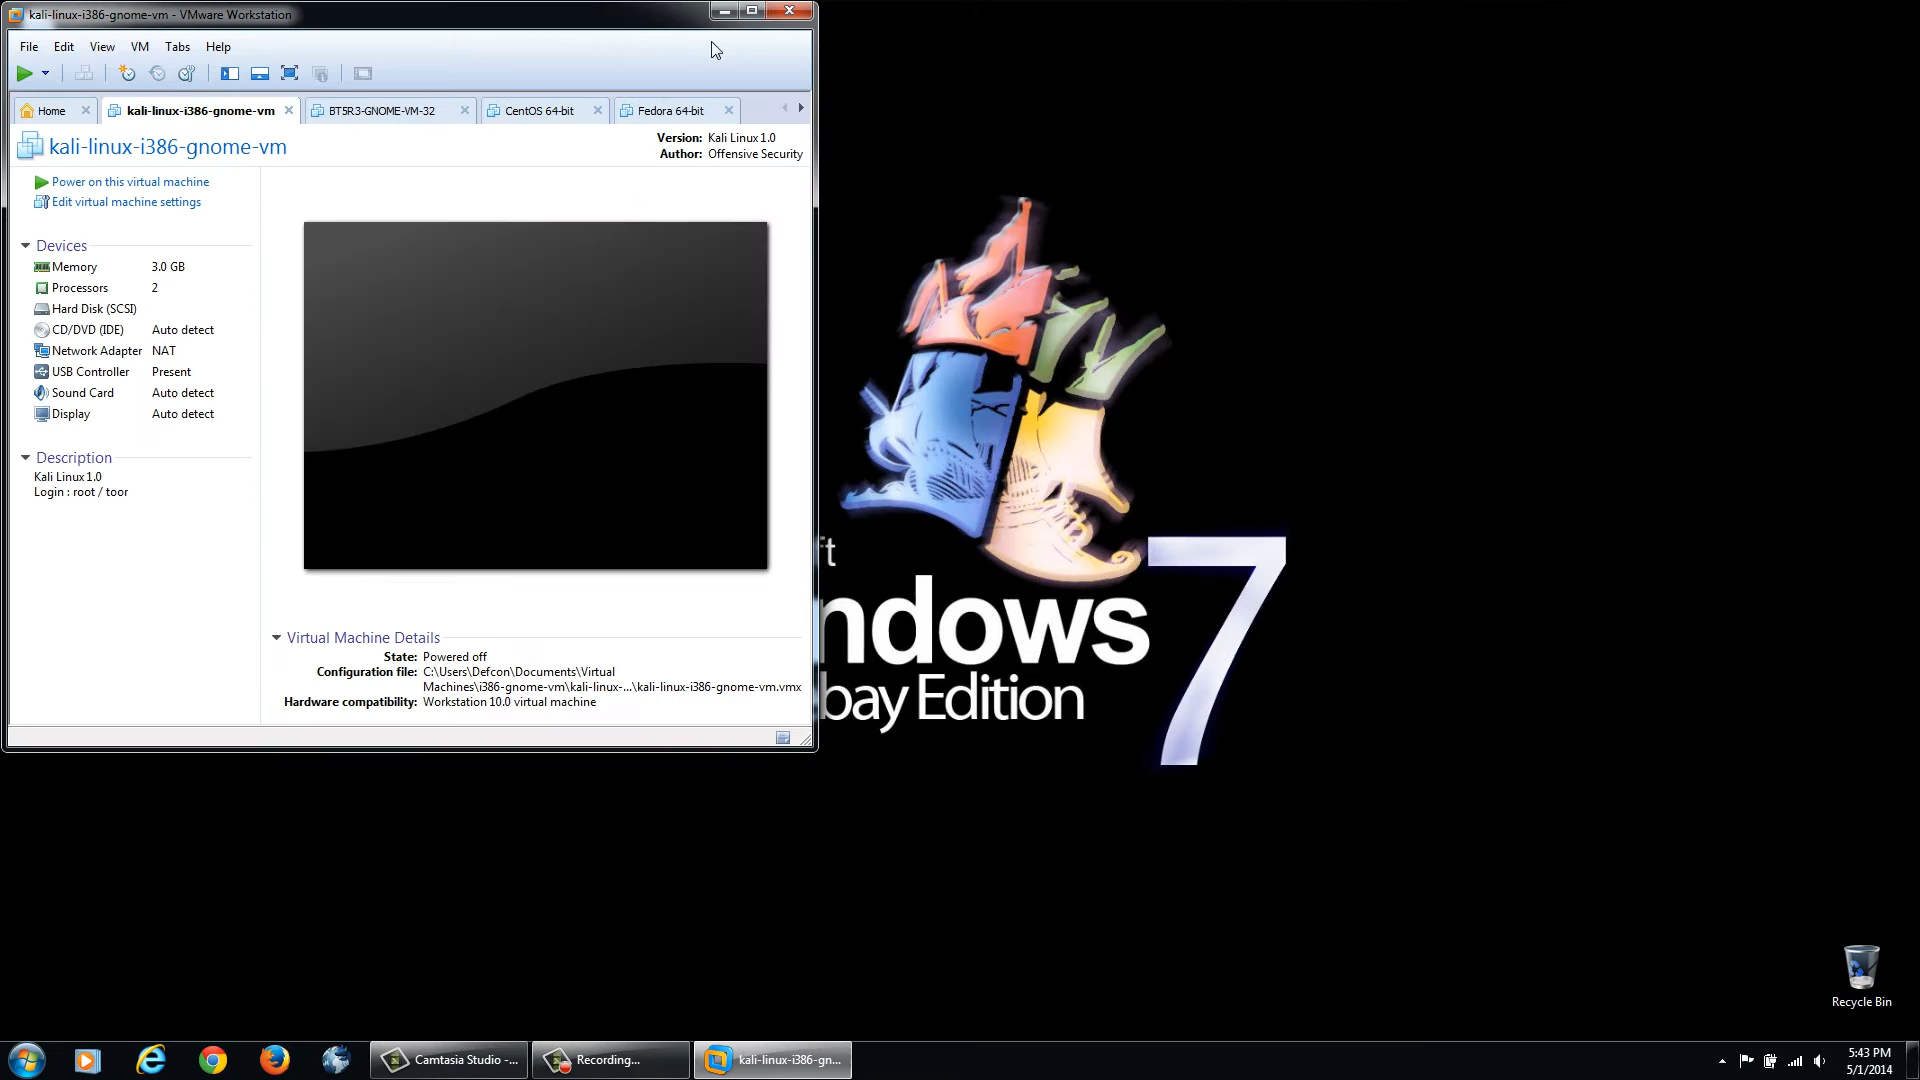 kali-linux-i386-gnome-vm - VMware Workstation
File Edit View VM Tabs Help
Home kali-linux-i386-gnome-vm BT5R3-GNOME-VM-32 CentOS 64-bit Fedora 64-bit
kali-linux-i386-gnome-vm
Version: Kali Linux 1.0
Author: Offensive Security
Power on this virtual machine
Edit virtual machine settings
Devices
Memory 3.0 GB
Processors 2
Hard Disk (SCSI)
CD/DVD (IDE) Auto detect
Network Adapter NAT
USB Controller Present
Sound Card Auto detect
Display Auto detect
Description
Kali Linux 1.0
Login : root / toor
Virtual Machine Details
State: Powered off
Configuration file: C:\Users\Defcon\Documents\Virtual
Machines\i386-gnome-vm\kali-linux-...\kali-linux-i386-gnome-vm.vmx
Hardware compatibility: Workstation 10.0 virtual machine
ft
ndows 7
bay Edition
Recycle Bin
Camtasia Studio -... Recording... kali-linux-i386-gn...
5:43 PM
5/1/2014